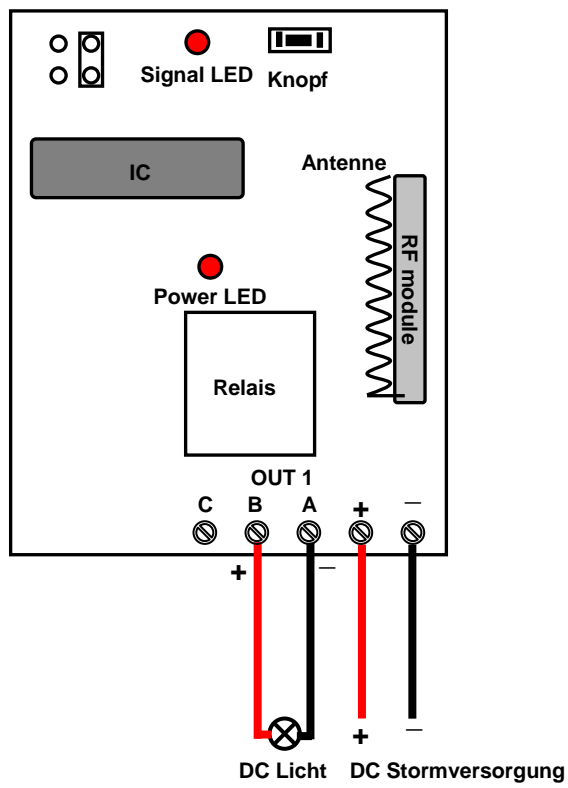 Signal LED
Knopf
IC
Antenne
RF module
Power LED
Relais
OUT 1
C B A + −
+ −
+ −
DC Licht DC Stormversorgung